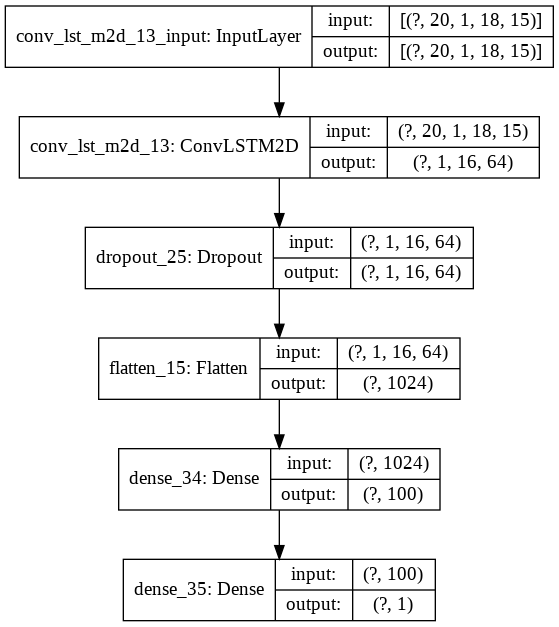 conv_lst_m2d_13_input: InputLayer
input: [(?, 20, 1, 18, 15)]
output: [(?, 20, 1, 18, 15)]
conv_lst_m2d_13: ConvLSTM2D
input: (?, 20, 1, 18, 15)
output: (?, 1, 16, 64)
dropout_25: Dropout
input: (?, 1, 16, 64)
output: (?, 1, 16, 64)
flatten_15: Flatten
input: (?, 1, 16, 64)
output: (?, 1024)
dense_34: Dense
input: (?, 1024)
output: (?, 100)
dense_35: Dense
input: (?, 100)
output: (?, 1)